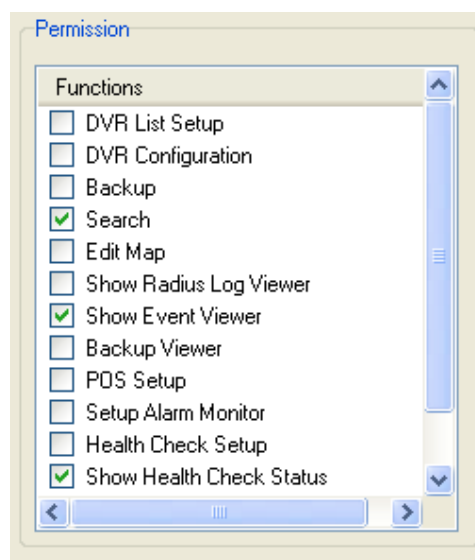 Permission
Functions
DVR List Setup
DVR Configuration
Backup
Search
Edit Map
Show Radius Log Viewer
Show Event Viewer
Backup Viewer
POS Setup
Setup Alarm Monitor
Health Check Setup
Show Health Check Status